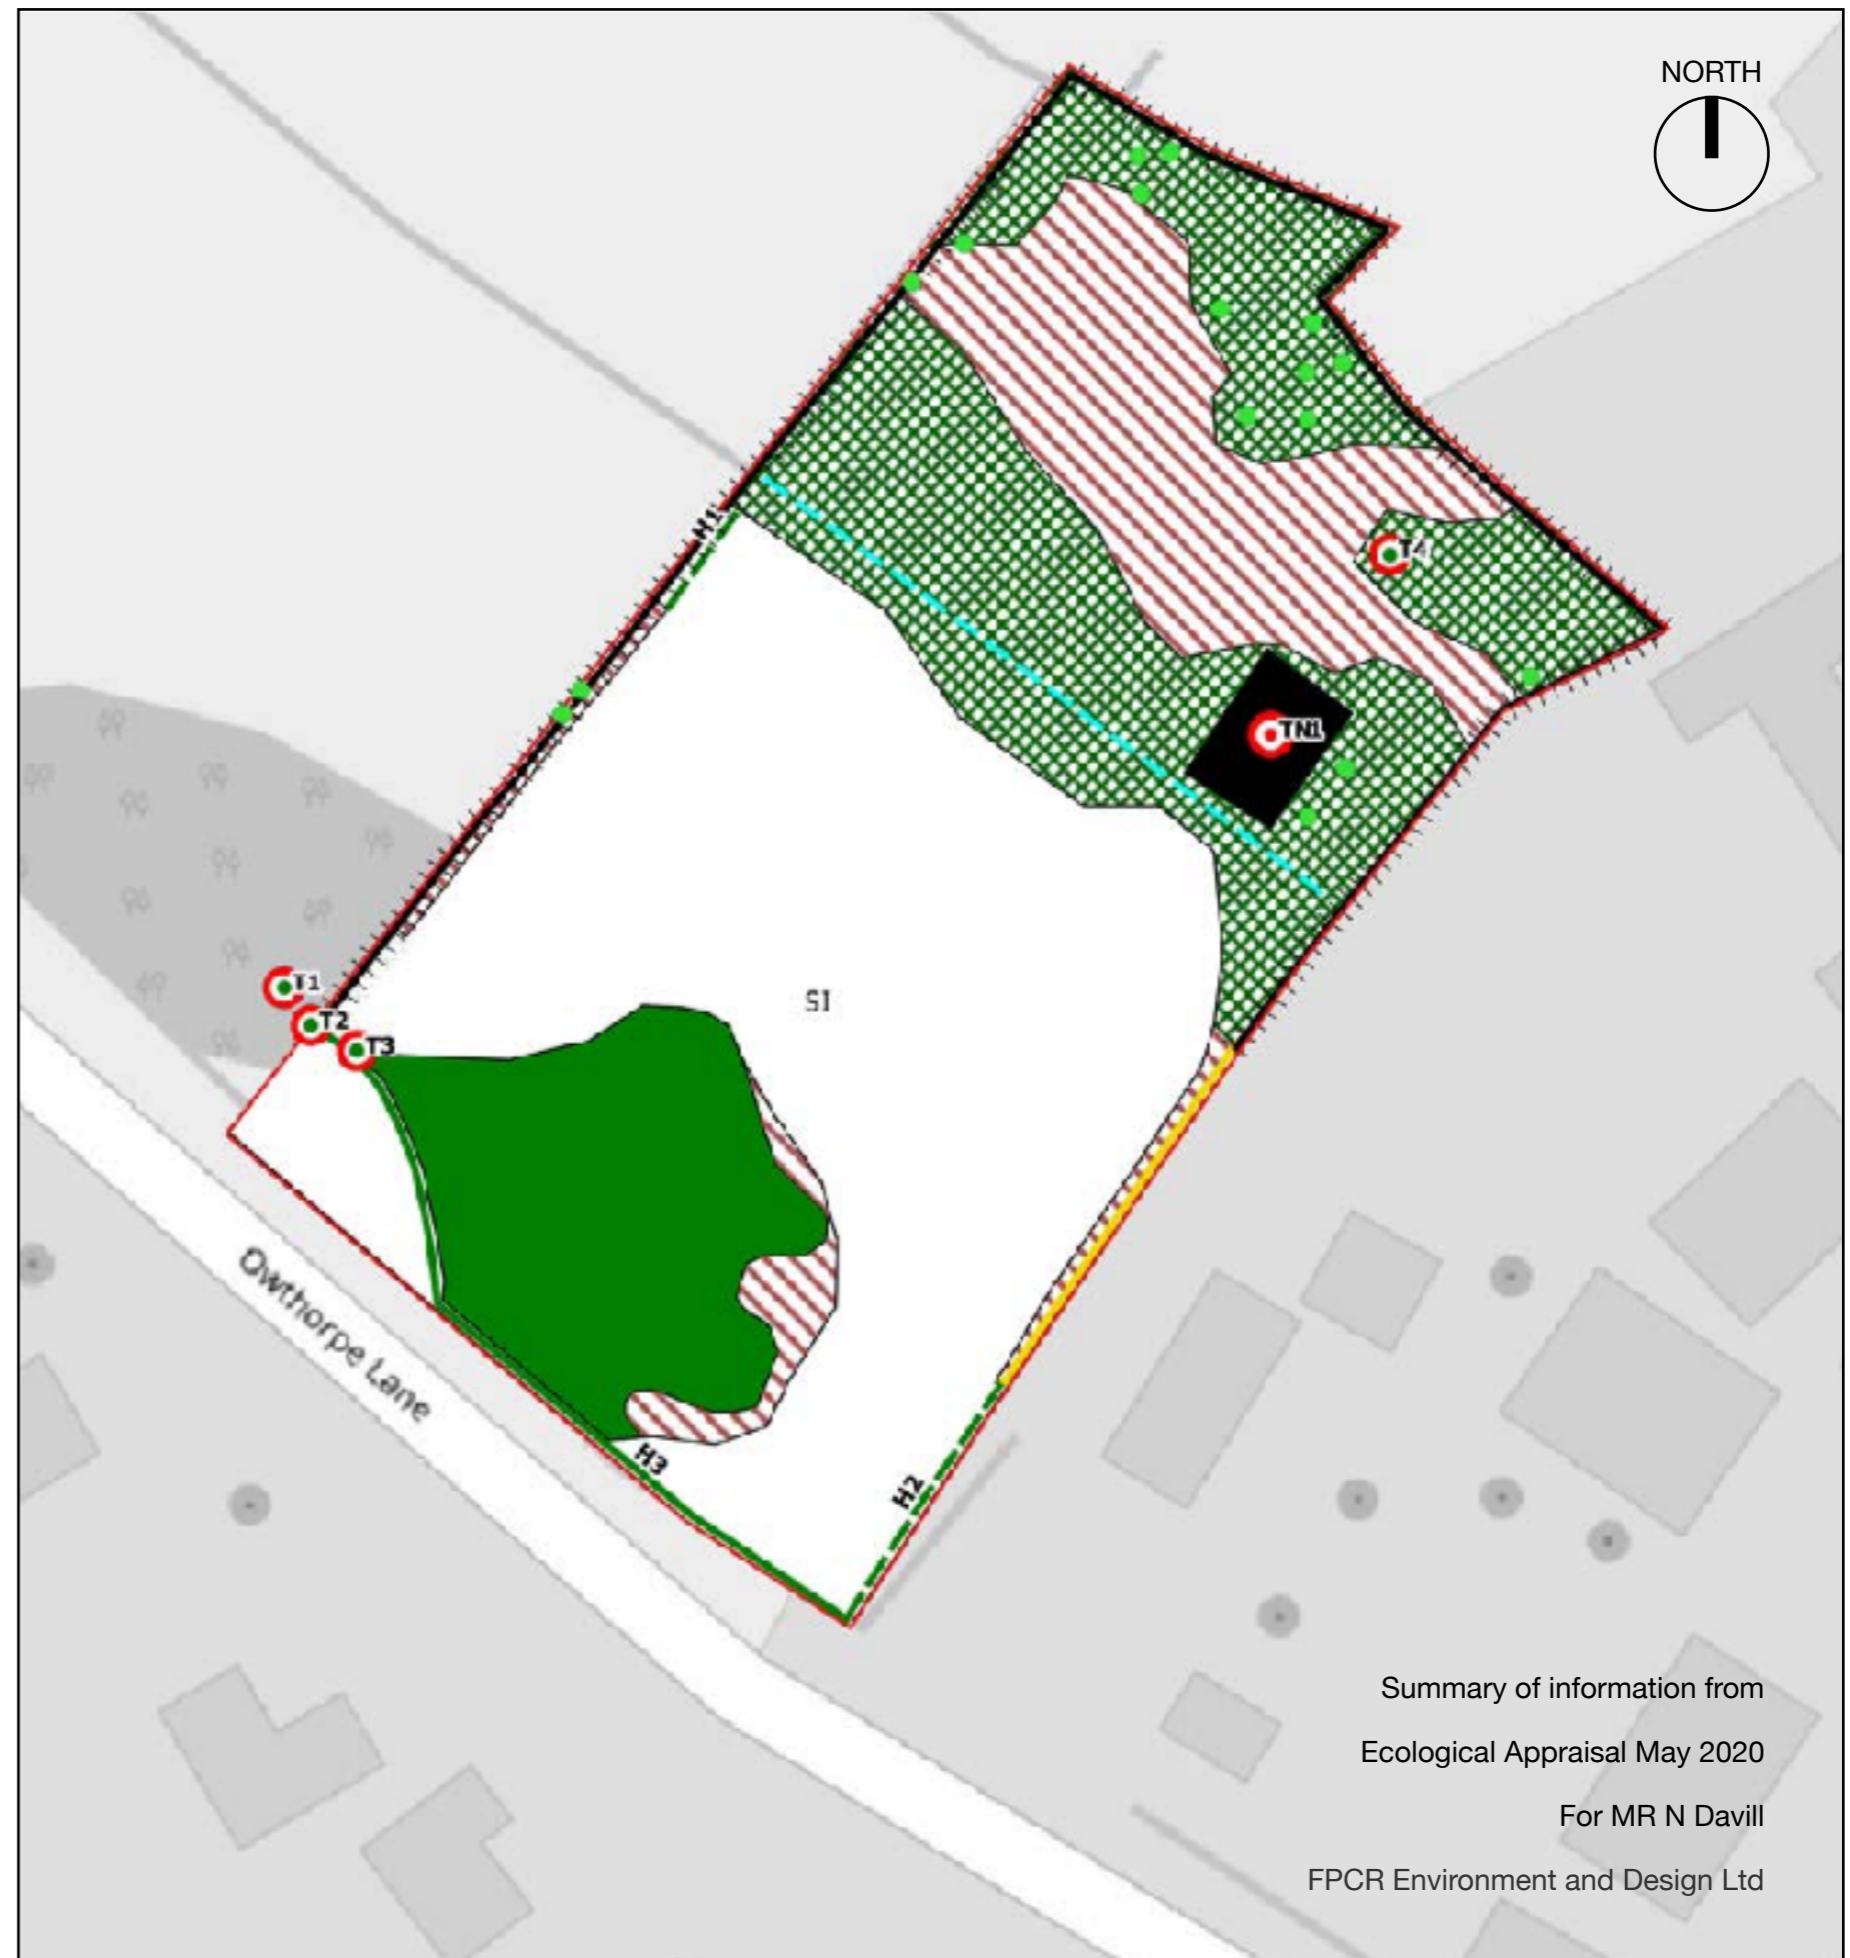 NORTH
H1
T4
TN1
T1
T2
T3
SI
Owthorpe Lane
H3
H2
Summary of information from
Ecological Appraisal May 2020
For MR N Davill
FPCR Environment and Design Ltd